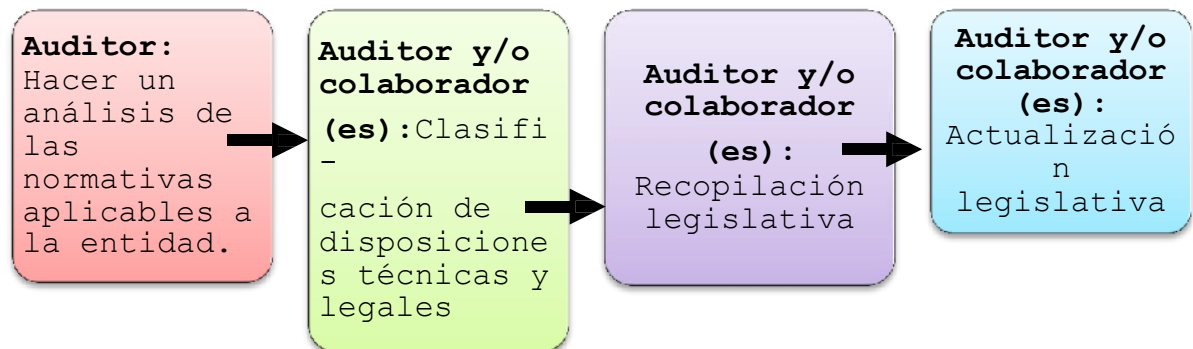 Auditor:
Hacer un
análisis de
las
normativas
aplicables a
la entidad.
Auditor y/o
colaborador
(es):Clasifi
–
cación de
disposicione
s técnicas y
legales
Auditor y/o
colaborador
(es):
Recopilación
legislativa
Auditor y/o
colaborador
(es):
Actualizació
n
legislativa